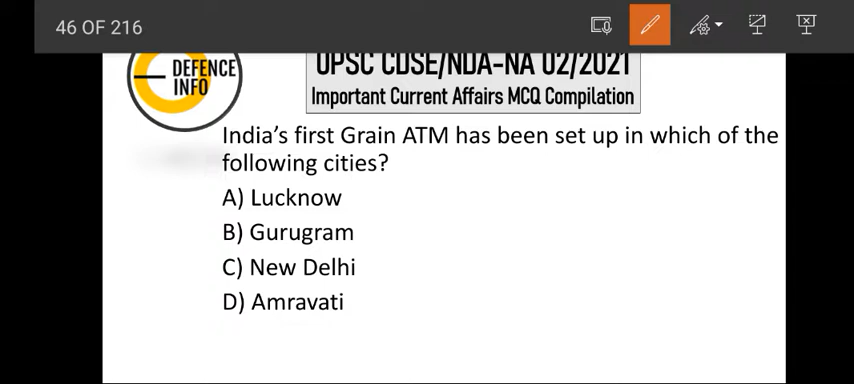 46 OF 216
DEFENCE
INFO
UPSC CDSE/NDA-NA 02/2021
Important Current Affairs MCQ Compilation
India's first Grain ATM has been set up in which of the
following cities?
A) Lucknow
B) Gurugram
C) New Delhi
D) Amravati